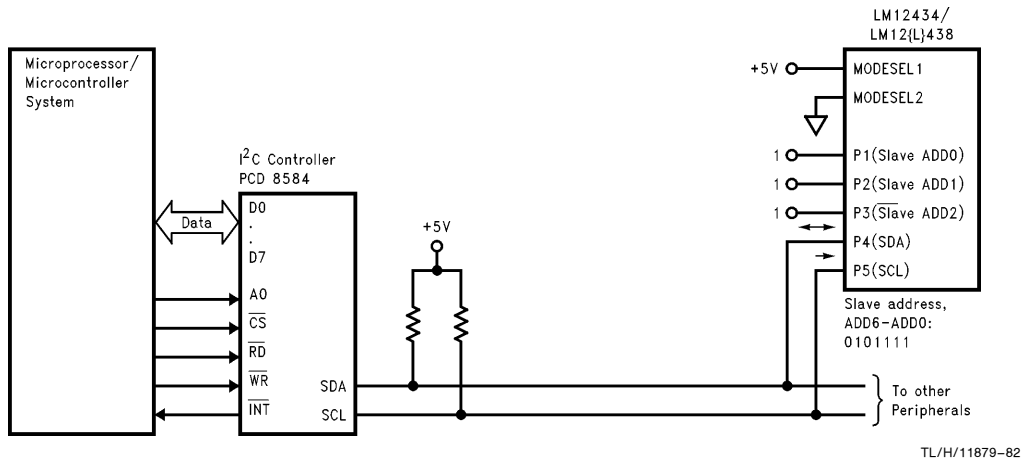 LM12434/
LM12{L}438
Microprocessor/
Microcontroller
System
+5V
MODESEL1
MODESEL2
I²C Controller
PCD 8584
1
P1(Slave ADD0)
1
P2(Slave ADD1)
1
P3(Slave ADD2)
P4(SDA)
P5(SCL)
D0
.
.
D7
Data
+5V
A0
CS
RD
WR
INT
SDA
SCL
Slave address,
ADD6-ADD0:
0101111
To other
Peripherals
TL/H/11879-82